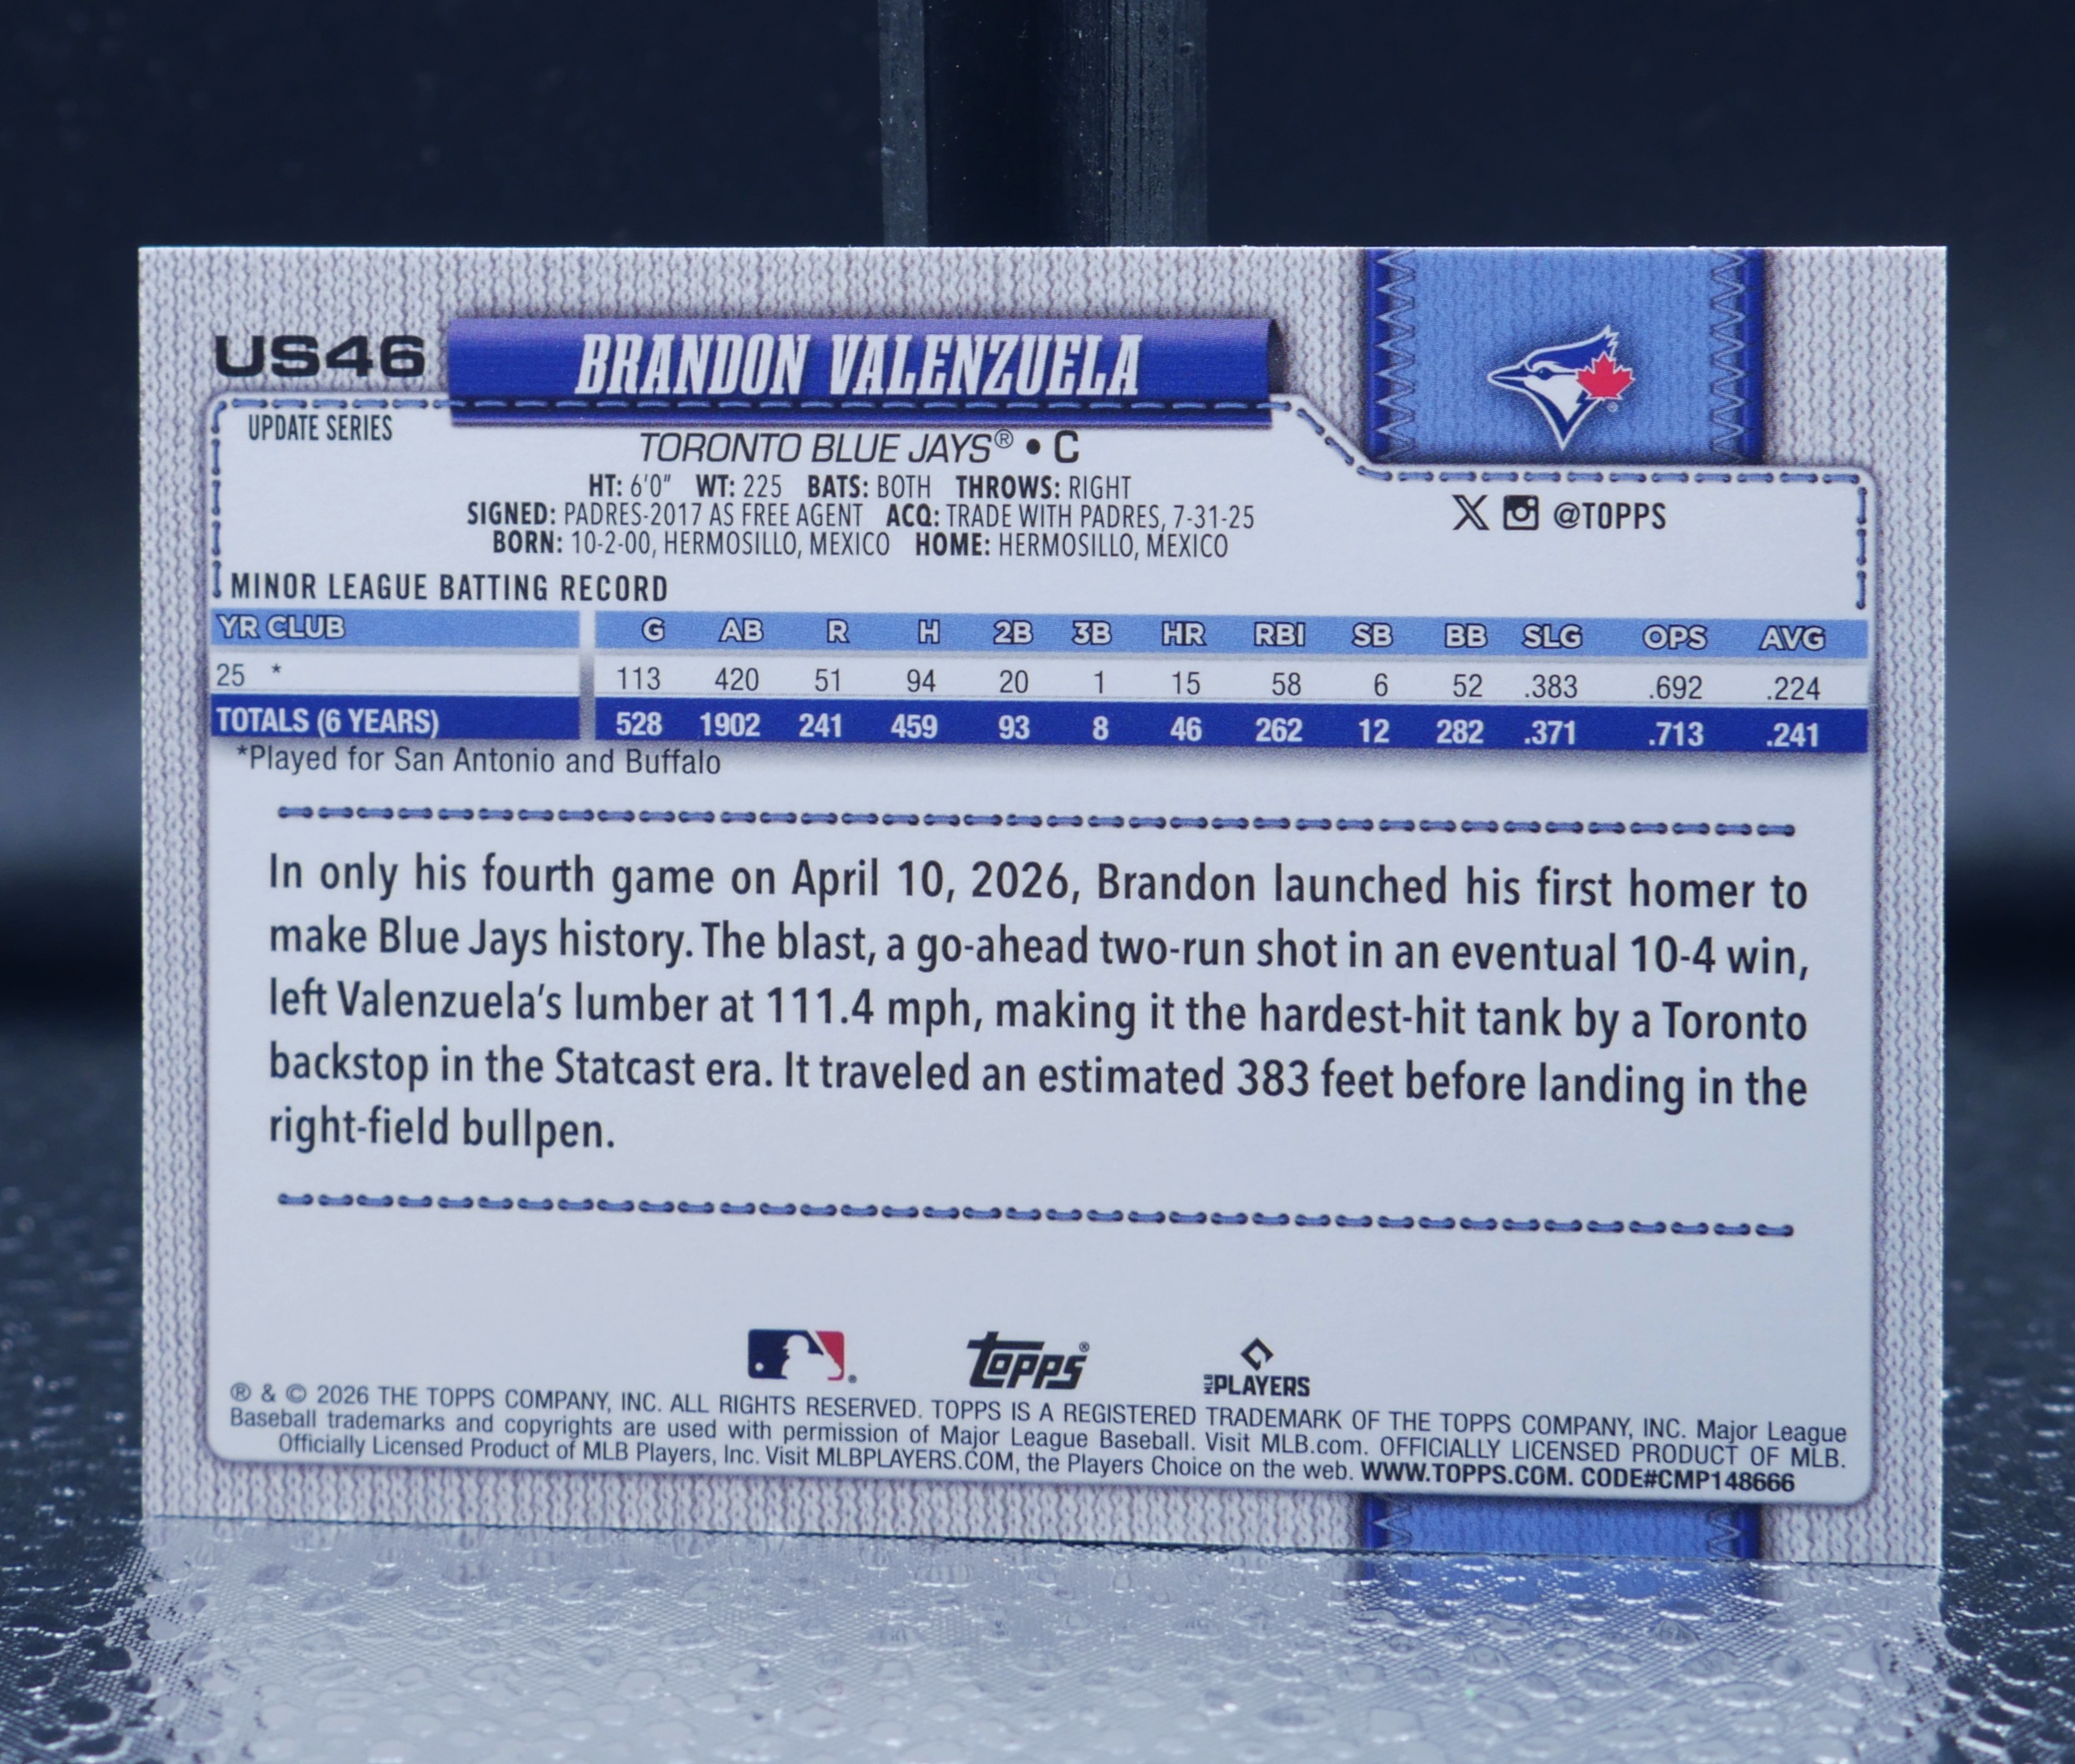 US46
BRANDON VALENZUELA
UPDATE SERIES
TORONTO BLUE JAYS® • C
HT: 6'0" WT: 225 BATS: BOTH THROWS: RIGHT
SIGNED: PADRES-2017 AS FREE AGENT ACQ: TRADE WITH PADRES, 7-31-25
BORN: 10-2-00, HERMOSILLO, MEXICO HOME: HERMOSILLO, MEXICO
X @TOPPS
MINOR LEAGUE BATTING RECORD
YR CLUB G AB R H 2B 3B HR RBI SB BB SLG OPS AVG
25 * 113 420 51 94 20 1 15 58 6 52 .383 .692 .224
TOTALS (6 YEARS) 528 1902 241 459 93 8 46 262 12 282 .371 .713 .241
*Played for San Antonio and Buffalo
In only his fourth game on April 10, 2026, Brandon launched his first homer to
make Blue Jays history. The blast, a go-ahead two-run shot in an eventual 10-4 win,
left Valenzuela's lumber at 111.4 mph, making it the hardest-hit tank by a Toronto
backstop in the Statcast era. It traveled an estimated 383 feet before landing in the
right-field bullpen.
Topps®
MLB PLAYERS
® & © 2026 THE TOPPS COMPANY, INC. ALL RIGHTS RESERVED. TOPPS IS A REGISTERED TRADEMARK OF THE TOPPS COMPANY, INC. Major League
Baseball trademarks and copyrights are used with permission of Major League Baseball. Visit MLB.com. OFFICIALLY LICENSED PRODUCT OF MLB.
Officially Licensed Product of MLB Players, Inc. Visit MLBPLAYERS.COM, the Players Choice on the web. WWW.TOPPS.COM. CODE#CMP148666